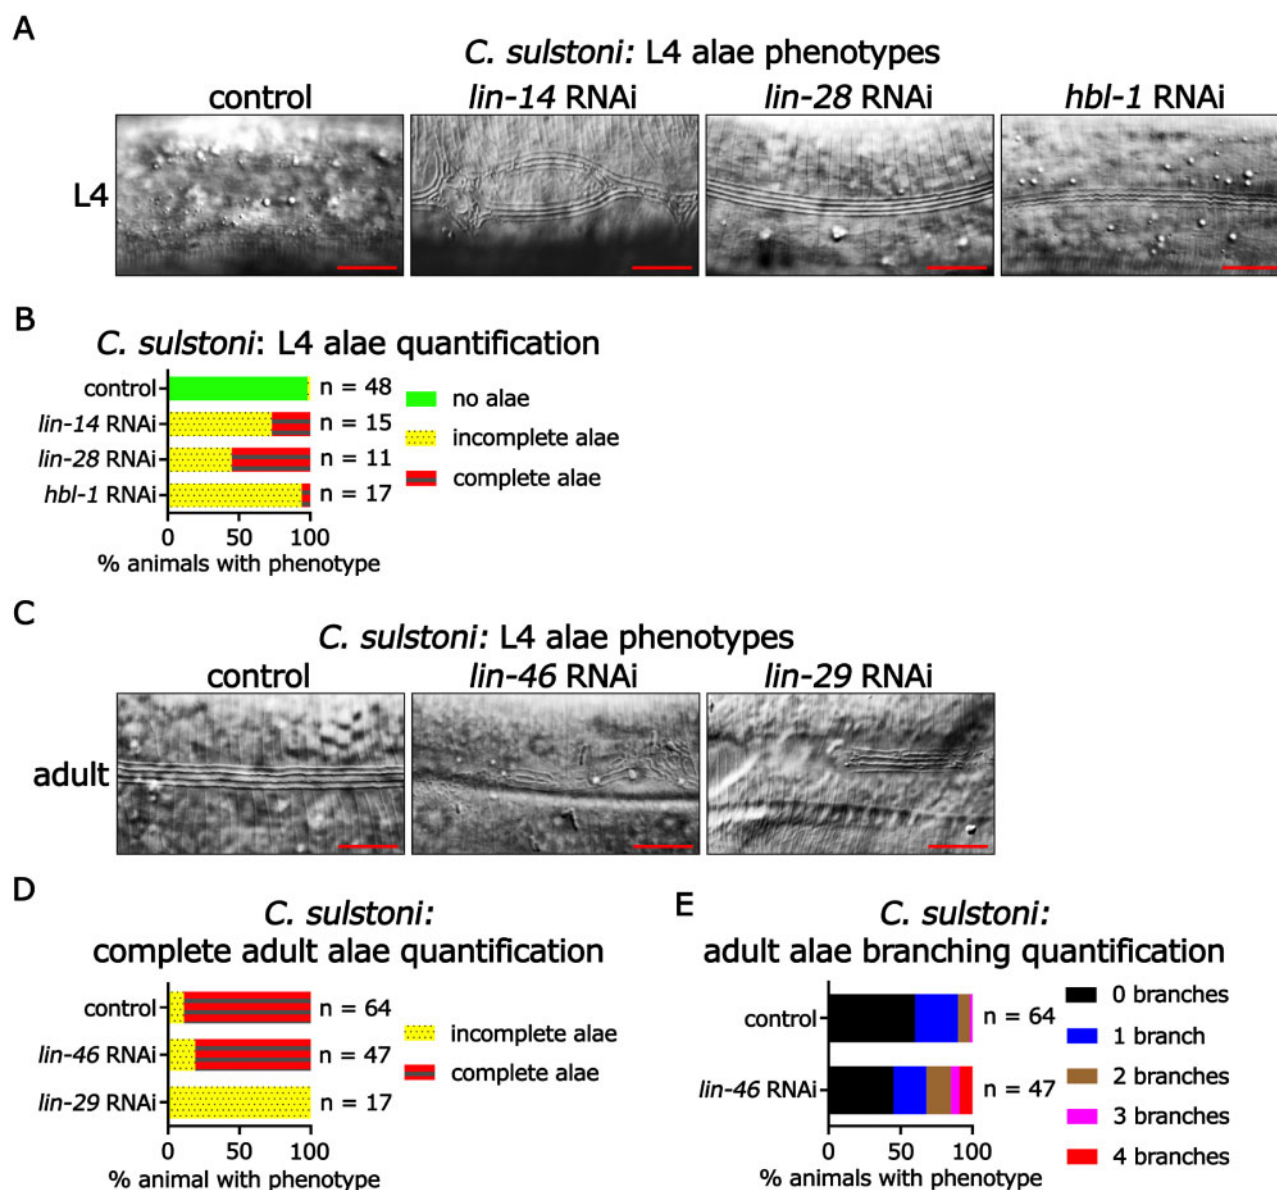 A
C. sulstoni: L4 alae phenotypes
control lin-14 RNAi lin-28 RNAi hbl-1 RNAi
L4
B
C. sulstoni: L4 alae quantification
control n = 48
lin-14 RNAi n = 15
lin-28 RNAi n = 11
hbl-1 RNAi n = 17
0 50 100
% animals with phenotype
no alae
incomplete alae
complete alae
C
C. sulstoni: L4 alae phenotypes
control lin-46 RNAi lin-29 RNAi
adult
D
C. sulstoni:
complete adult alae quantification
control n = 64
lin-46 RNAi n = 47
lin-29 RNAi n = 17
0 50 100
% animal with phenotype
incomplete alae
complete alae
E
C. sulstoni:
adult alae branching quantification
control n = 64
lin-46 RNAi n = 47
0 50 100
% animals with phenotype
0 branches
1 branch
2 branches
3 branches
4 branches